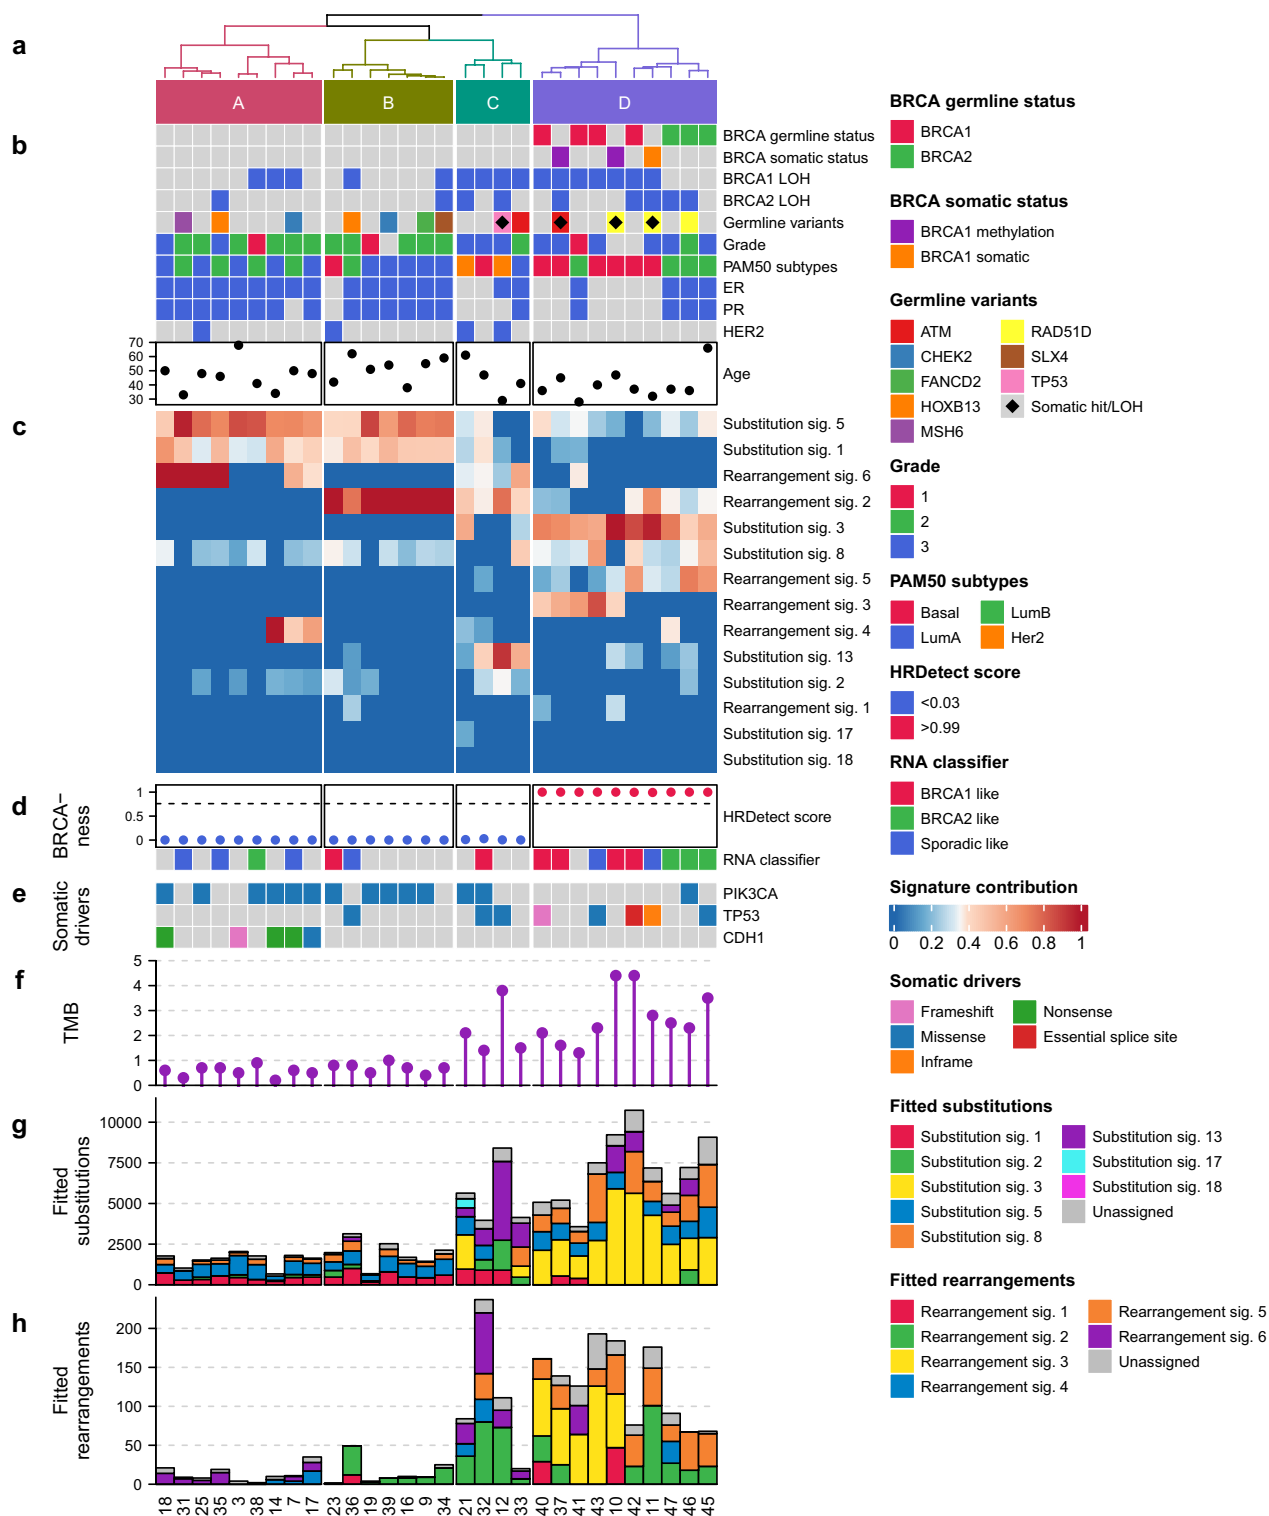 a
A B C D
b
BRCA germline status
BRCA somatic status
BRCA1 LOH
BRCA2 LOH
Germline variants
Grade
PAM50 subtypes
ER
PR
HER2
70
60
50
40
30
Age
c
Substitution sig. 5
Substitution sig. 1
Rearrangement sig. 6
Rearrangement sig. 2
Substitution sig. 3
Substitution sig. 8
Rearrangement sig. 5
Rearrangement sig. 3
Rearrangement sig. 4
Substitution sig. 13
Substitution sig. 2
Rearrangement sig. 1
Substitution sig. 17
Substitution sig. 18
d
BRCA−
ness
1
0.5
0
HRDetect score
RNA classifier
e
Somatic
drivers
PIK3CA
TP53
CDH1
f
TMB
5
4
3
2
1
0
g
Fitted
substitutions
10000
7500
5000
2500
0
h
Fitted
rearrangements
200
150
100
50
0
18 31 25 35 3 38 14 7 17 23 36 19 39 16 9 34 21 32 12 33 40 37 41 43 10 42 11 47 46 45
BRCA germline status
BRCA1
BRCA2
BRCA somatic status
BRCA1 methylation
BRCA1 somatic
Germline variants
ATM RAD51D
CHEK2 SLX4
FANCD2 TP53
HOXB13 Somatic hit/LOH
MSH6
Grade
1
2
3
PAM50 subtypes
Basal LumB
LumA Her2
HRDetect score
<0.03
>0.99
RNA classifier
BRCA1 like
BRCA2 like
Sporadic like
Signature contribution
0 0.2 0.4 0.6 0.8 1
Somatic drivers
Frameshift Nonsense
Missense Essential splice site
Inframe
Fitted substitutions
Substitution sig. 1 Substitution sig. 13
Substitution sig. 2 Substitution sig. 17
Substitution sig. 3 Substitution sig. 18
Substitution sig. 5 Unassigned
Substitution sig. 8
Fitted rearrangements
Rearrangement sig. 1 Rearrangement sig. 5
Rearrangement sig. 2 Rearrangement sig. 6
Rearrangement sig. 3 Unassigned
Rearrangement sig. 4